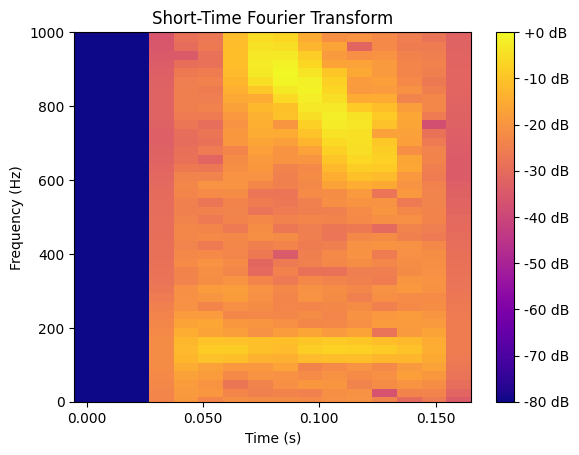 Short-Time Fourier Transform
1000
800
600
400
200
0
Frequency (Hz)
0.000
0.050
0.100
0.150
Time (s)
+0 dB
-10 dB
-20 dB
-30 dB
-40 dB
-50 dB
-60 dB
-70 dB
-80 dB